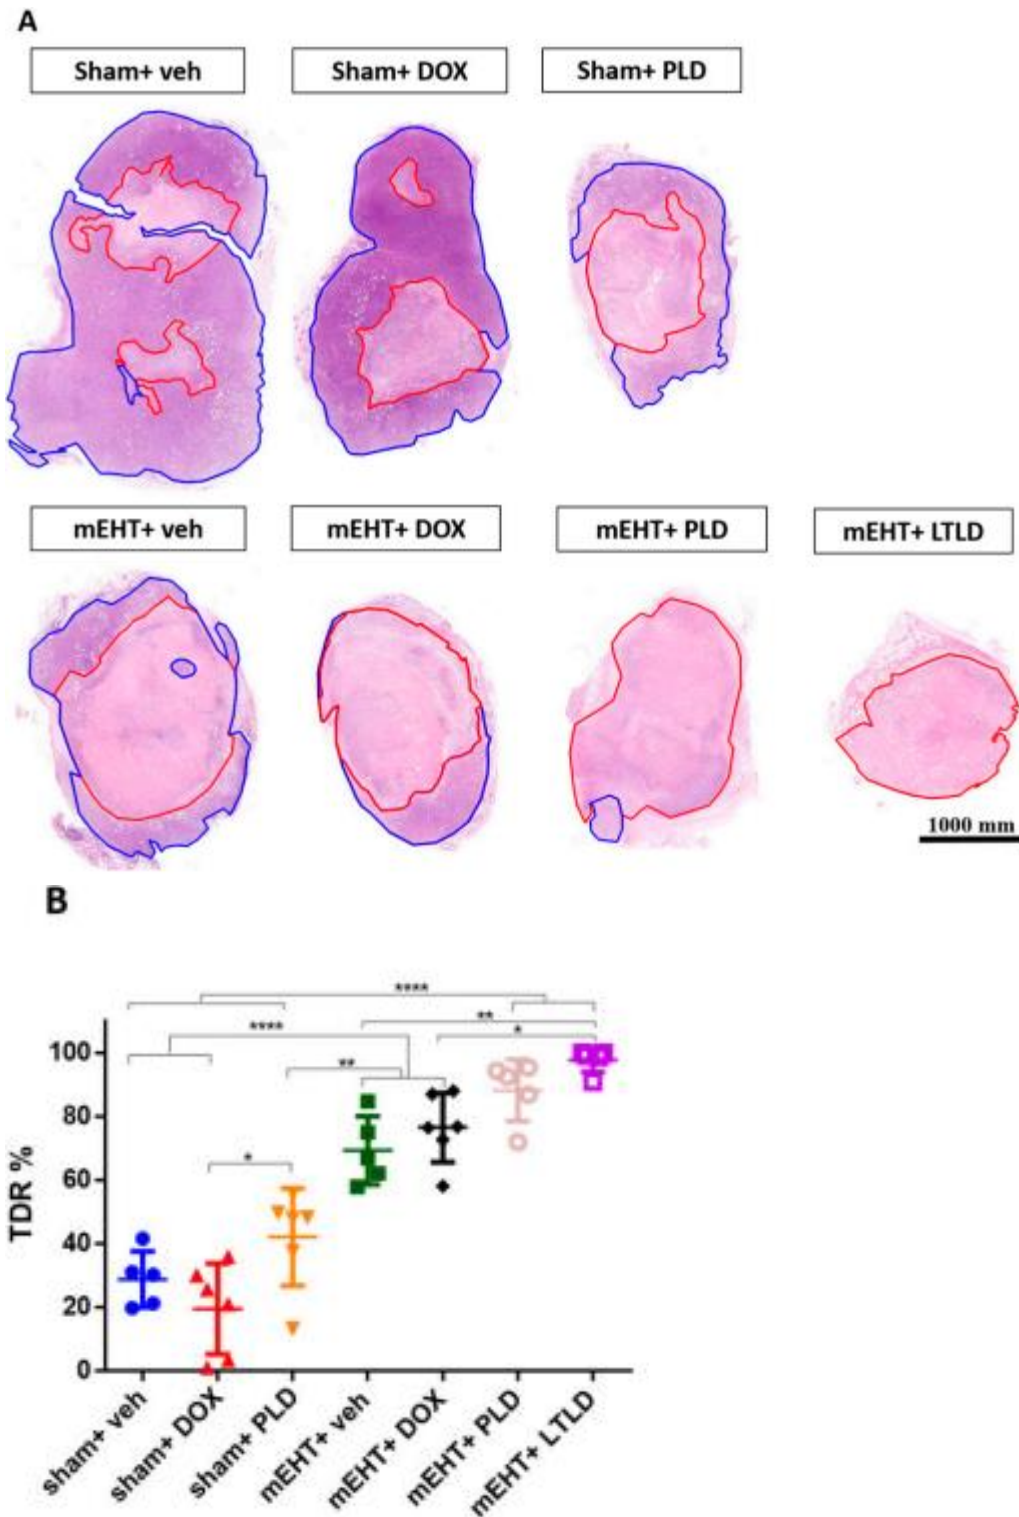 A
Sham+ veh
Sham+ DOX
Sham+ PLD
mEHT+ veh
mEHT+ DOX
mEHT+ PLD
mEHT+ LTLD
1000 mm
B
****
**
****
*
**
*
100
80
60
40
20
0
TDR %
sham+ veh
sham+ DOX
sham+ PLD
mEHT+ veh
mEHT+ DOX
mEHT+ PLD
mEHT+ LTLD